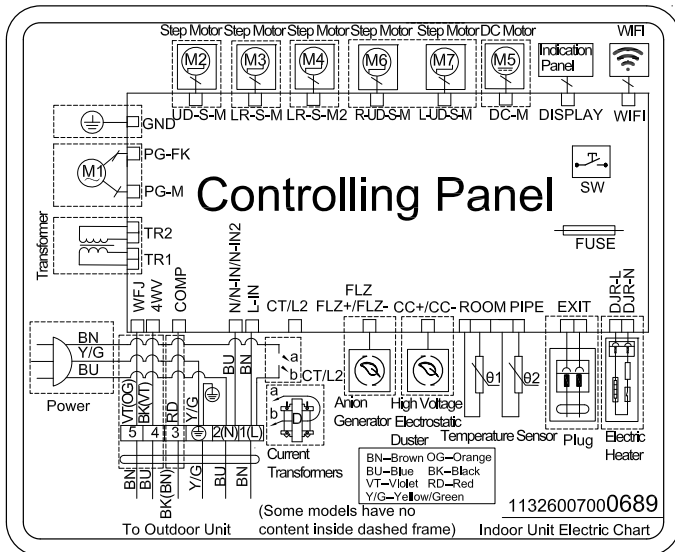 Step Motor Step Motor Step Motor Step Motor Step Motor DC Motor WIFI
M2 M3 M4 M6 M7 M5 Indication Panel
UD-S-M LR-S-M LR-S-M2 R-UD-S-M L-UD-S-M DC-M DISPLAY WIFI
GND
PG-FK
M1
PG-M
SW
Controlling Panel
FUSE
Transformer
TR2
TR1
WFJ 4WV COMP N/N-IN/N-IN2 L-IN CT/L2 FLZ FLZ+/FLZ- CC+/CC- ROOM PIPE EXIT DJR-L DJR-N
BN
Y/G
BU
Power
BU BN
a
b CT/L2
VT(OG) BK(VT) RD Y/G
a
b
D
θ1 θ2
5 4 3 2(N) 1(L)
Anion Generator
High Voltage Electrostatic Duster
Temperature Sensor
Plug
Electric Heater
Current Transformers
BN BU BK(BN) Y/G BU BN
BN–Brown OG–Orange
BU–Blue BK–Black
VT–Vlolet RD–Red
Y/G–Yellow/Green
To Outdoor Unit
(Some models have no
content inside dashed frame)
11326007000689
Indoor Unit Electric Chart